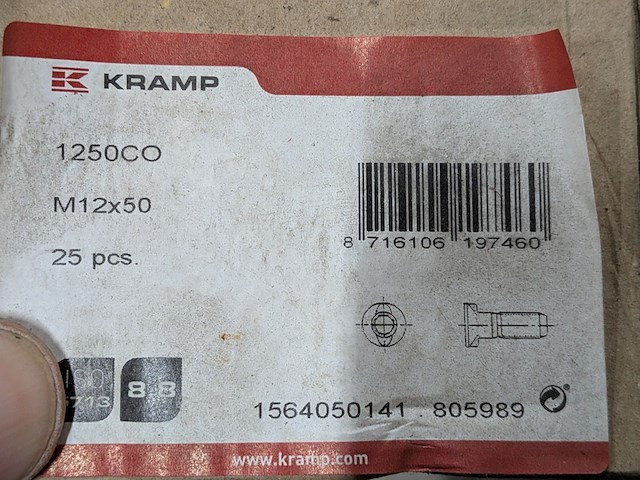 KRAMP
1250CO
M12x50
25 pcs.
8 716106 197460
8.8
1564050141 . 805989
www.kramp.com